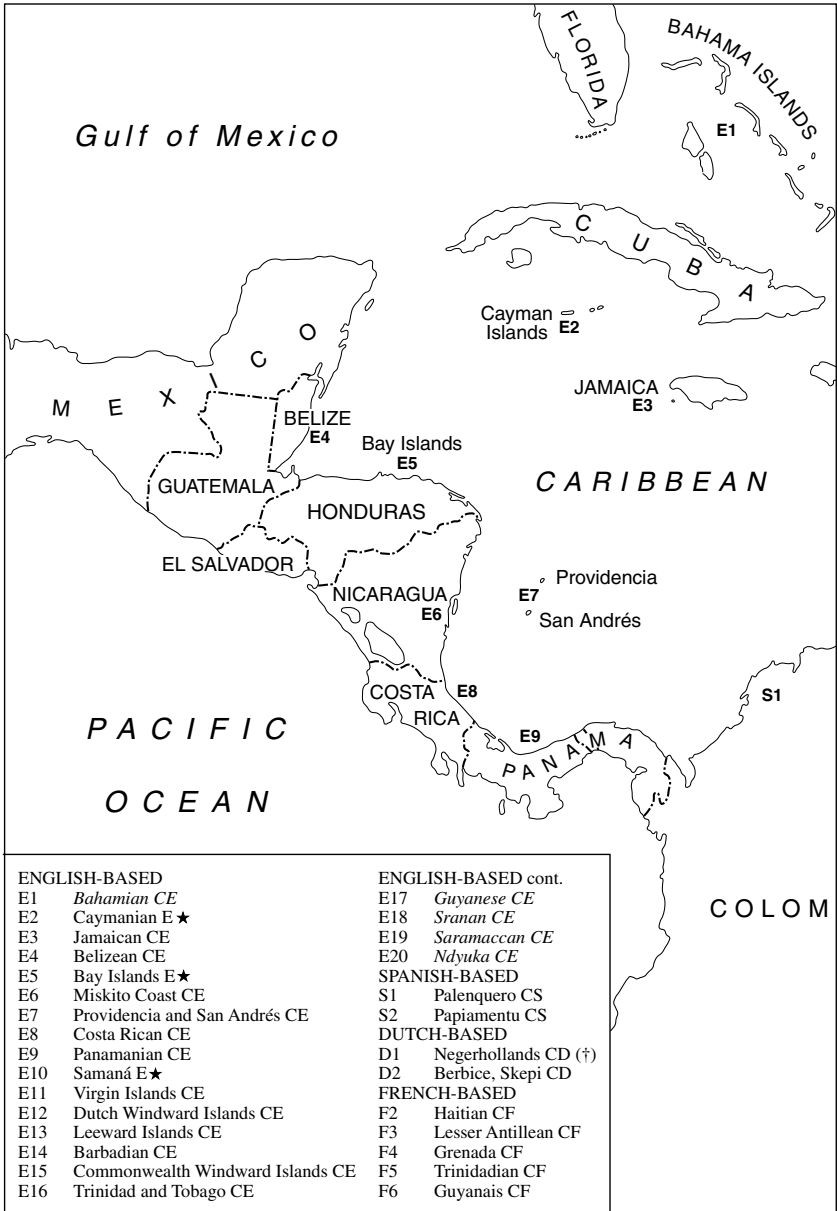 FLORIDA
BAHAMA ISLANDS
E1
Gulf of Mexico
CUBA
Cayman
Islands
E2
MEXICO
JAMAICA
E3
BELIZE
E4
Bay Islands
E5
CARIBBEAN
GUATEMALA
HONDURAS
EL SALVADOR
Providencia
E7
San Andrés
NICARAGUA
E6
COSTA
RICA
E8
S1
E9
PANAMA
PACIFIC
OCEAN
COLOM
ENGLISH-BASED
E1 Bahamian CE
E2 Caymanian E★
E3 Jamaican CE
E4 Belizean CE
E5 Bay Islands E★
E6 Miskito Coast CE
E7 Providencia and San Andrés CE
E8 Costa Rican CE
E9 Panamanian CE
E10 Samaná E★
E11 Virgin Islands CE
E12 Dutch Windward Islands CE
E13 Leeward Islands CE
E14 Barbadian CE
E15 Commonwealth Windward Islands CE
E16 Trinidad and Tobago CE
ENGLISH-BASED cont.
E17 Guyanese CE
E18 Sranan CE
E19 Saramaccan CE
E20 Ndyuka CE
SPANISH-BASED
S1 Palenquero CS
S2 Papiamentu CS
DUTCH-BASED
D1 Negerhollands CD (†)
D2 Berbice, Skepi CD
FRENCH-BASED
F2 Haitian CF
F3 Lesser Antillean CF
F4 Grenada CF
F5 Trinidadian CF
F6 Guyanais CF